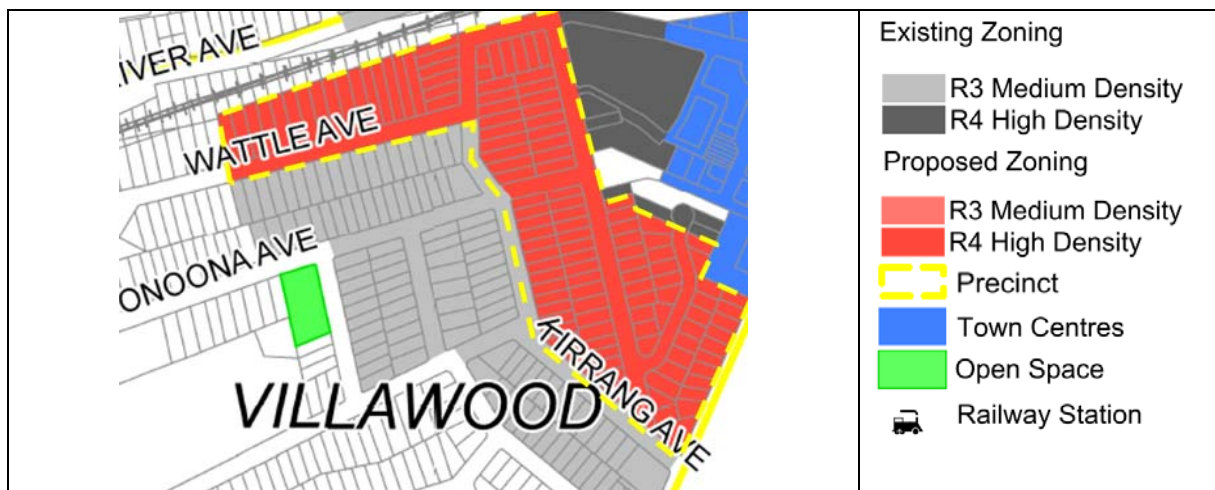 RIVER AVE
WATTLE AVE
ONOONA AVE
VILLAWOOD
KIRRANG AVE
Existing Zoning
R3 Medium Density
R4 High Density
Proposed Zoning
R3 Medium Density
R4 High Density
Precinct
Town Centres
Open Space
Railway Station